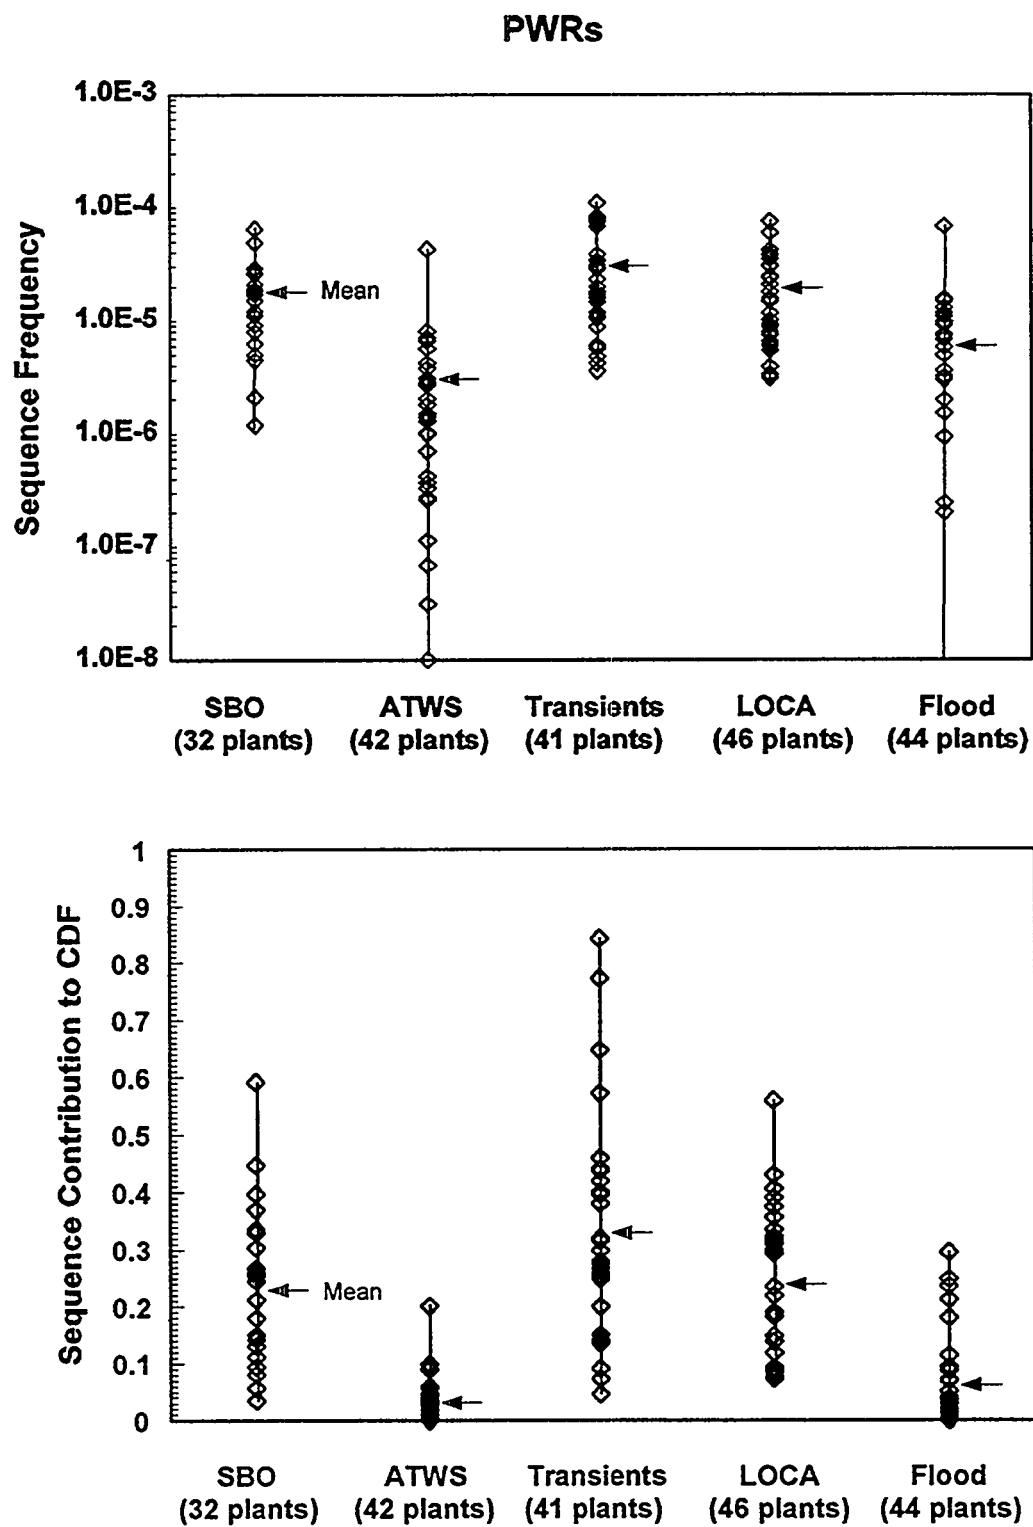 PWRs
1.0E-3
1.0E-4
1.0E-5
1.0E-6
1.0E-7
1.0E-8
Sequence Frequency
Mean
SBO ATWS Transients LOCA Flood
(32 plants) (42 plants) (41 plants) (46 plants) (44 plants)
1
0.9
0.8
0.7
0.6
0.5
0.4
0.3
0.2
0.1
0
Sequence Contribution to CDF
Mean
SBO ATWS Transients LOCA Flood
(32 plants) (42 plants) (41 plants) (46 plants) (44 plants)